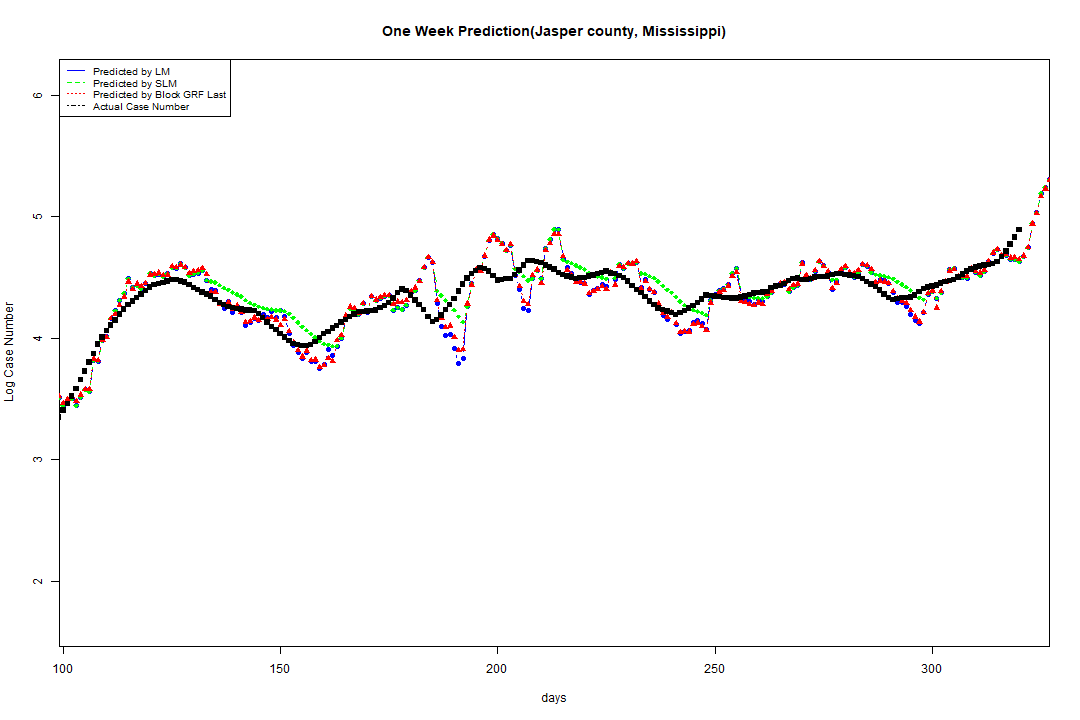 One Week Prediction(Jasper county, Mississippi)
Predicted by LM
Predicted by SLM
Predicted by Block GRF Last
Actual Case Number
Log Case Number
6
5
4
3
2
100 150 200 250 300
days